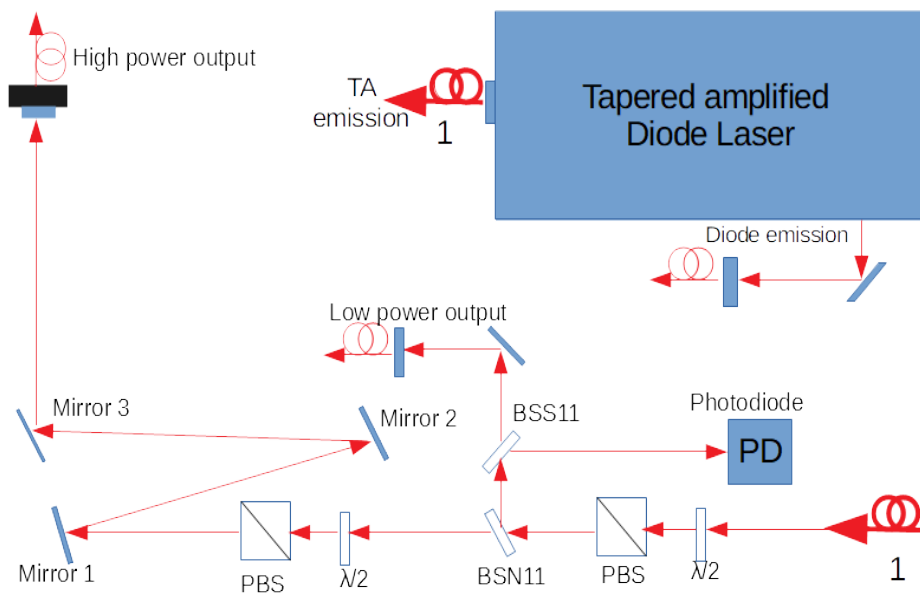 High power output
TA
emission
1
Tapered amplified
Diode Laser
Diode emission
Low power output
Mirror 3
Mirror 2
BSS11
Photodiode
PD
Mirror 1
PBS
λ/2
BSN11
PBS
λ/2
1